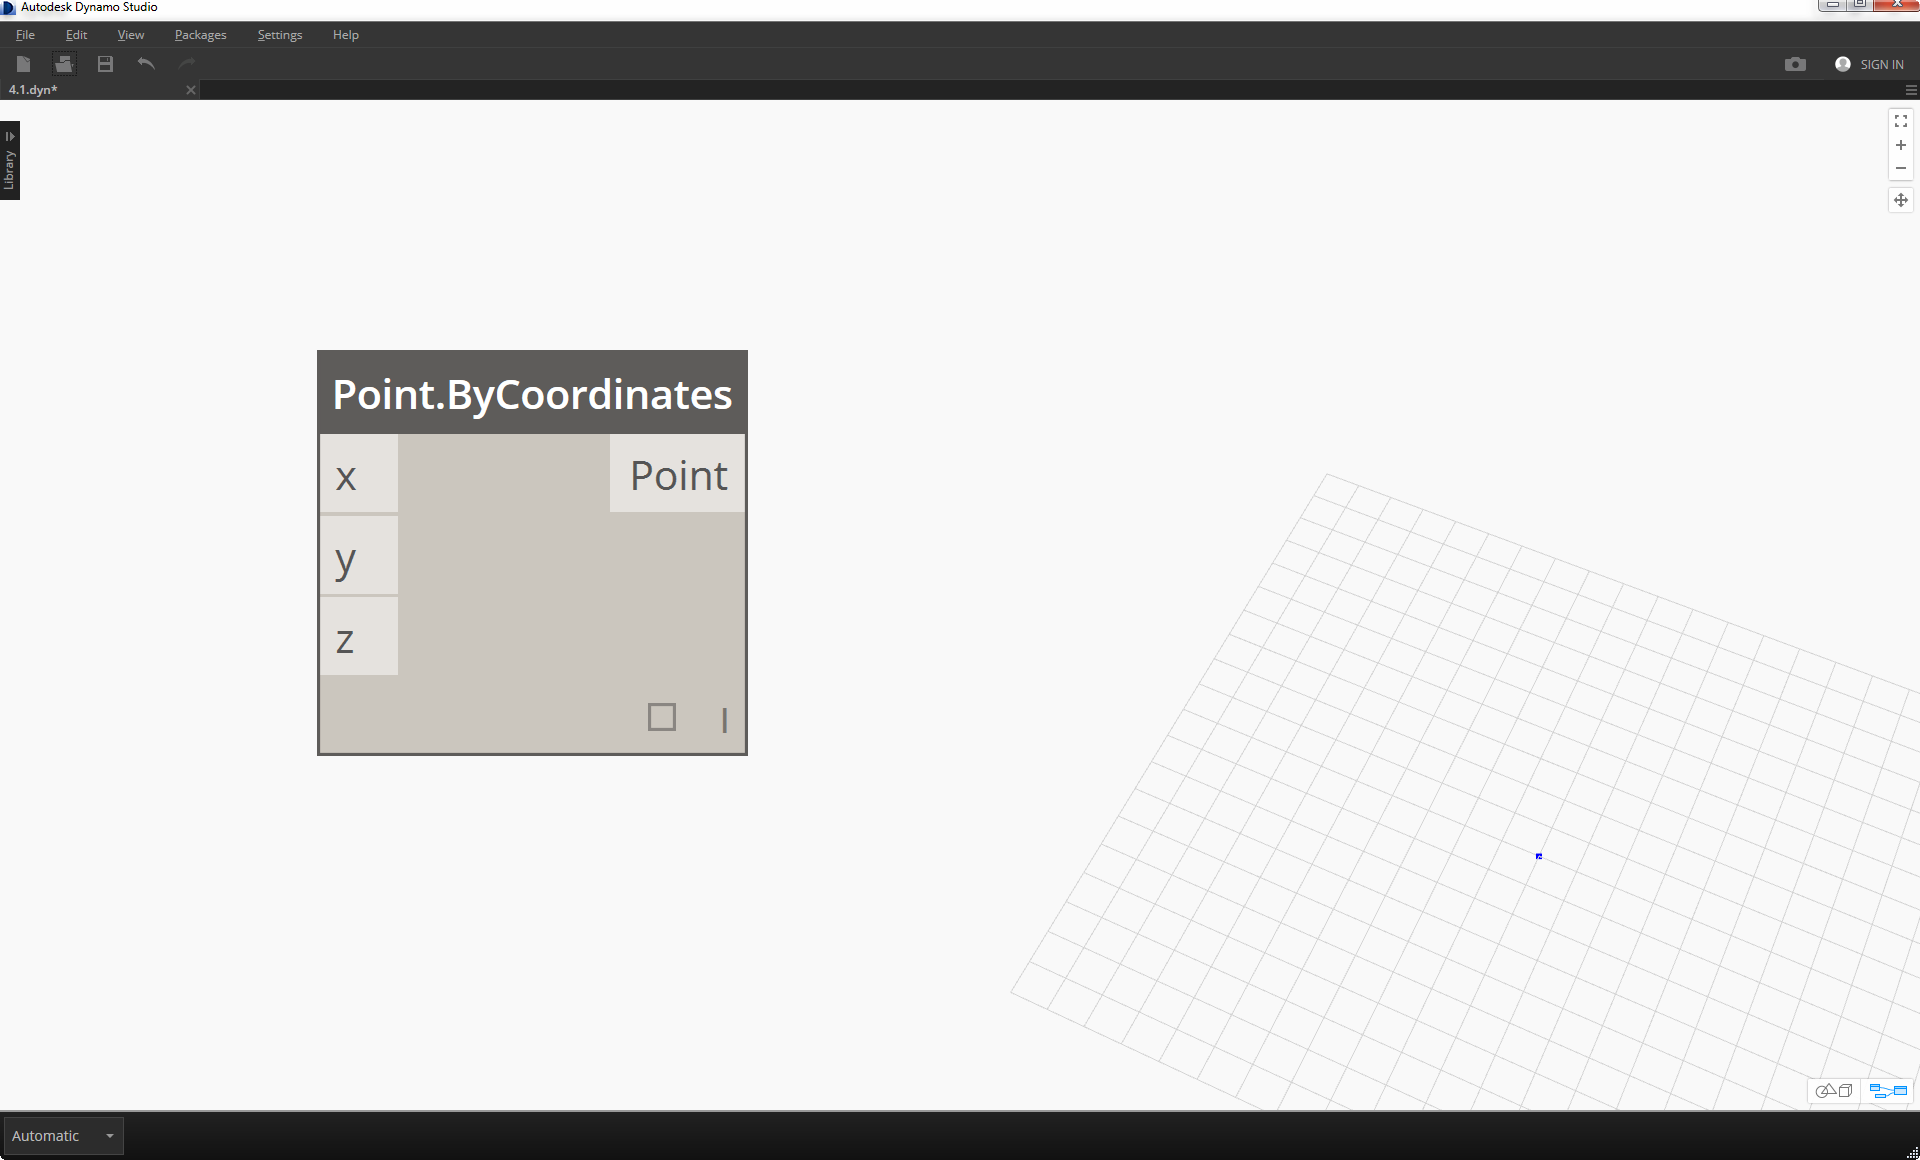 Autodesk Dynamo Studio
File Edit View Packages Settings Help
SIGN IN
4.1.dyn*
Library
Point.ByCoordinates
x Point
y
z
Automatic